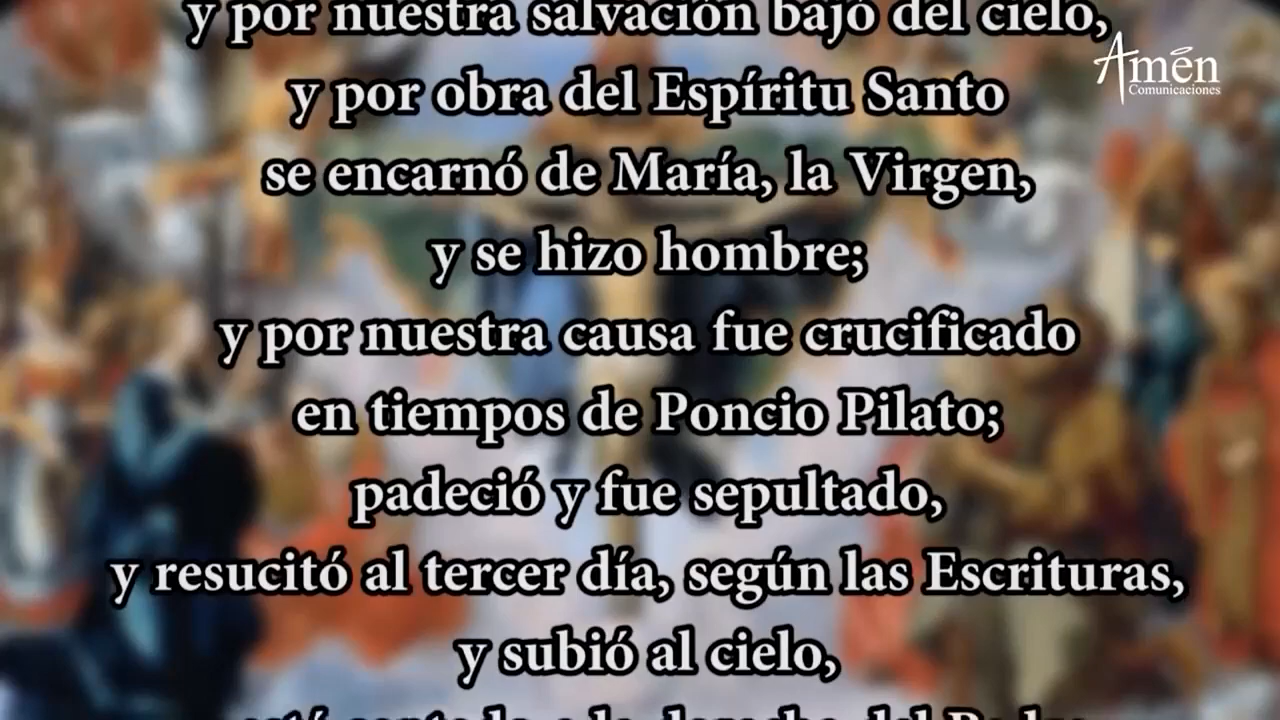 y por nuestra salvación bajó del cielo,
Amén
Comunicaciones
y por obra del Espíritu Santo
se encarnó de María, la Virgen,
y se hizo hombre;
y por nuestra causa fue crucificado
en tiempos de Poncio Pilato;
padeció y fue sepultado,
y resucitó al tercer día, según las Escrituras,
y subió al cielo,